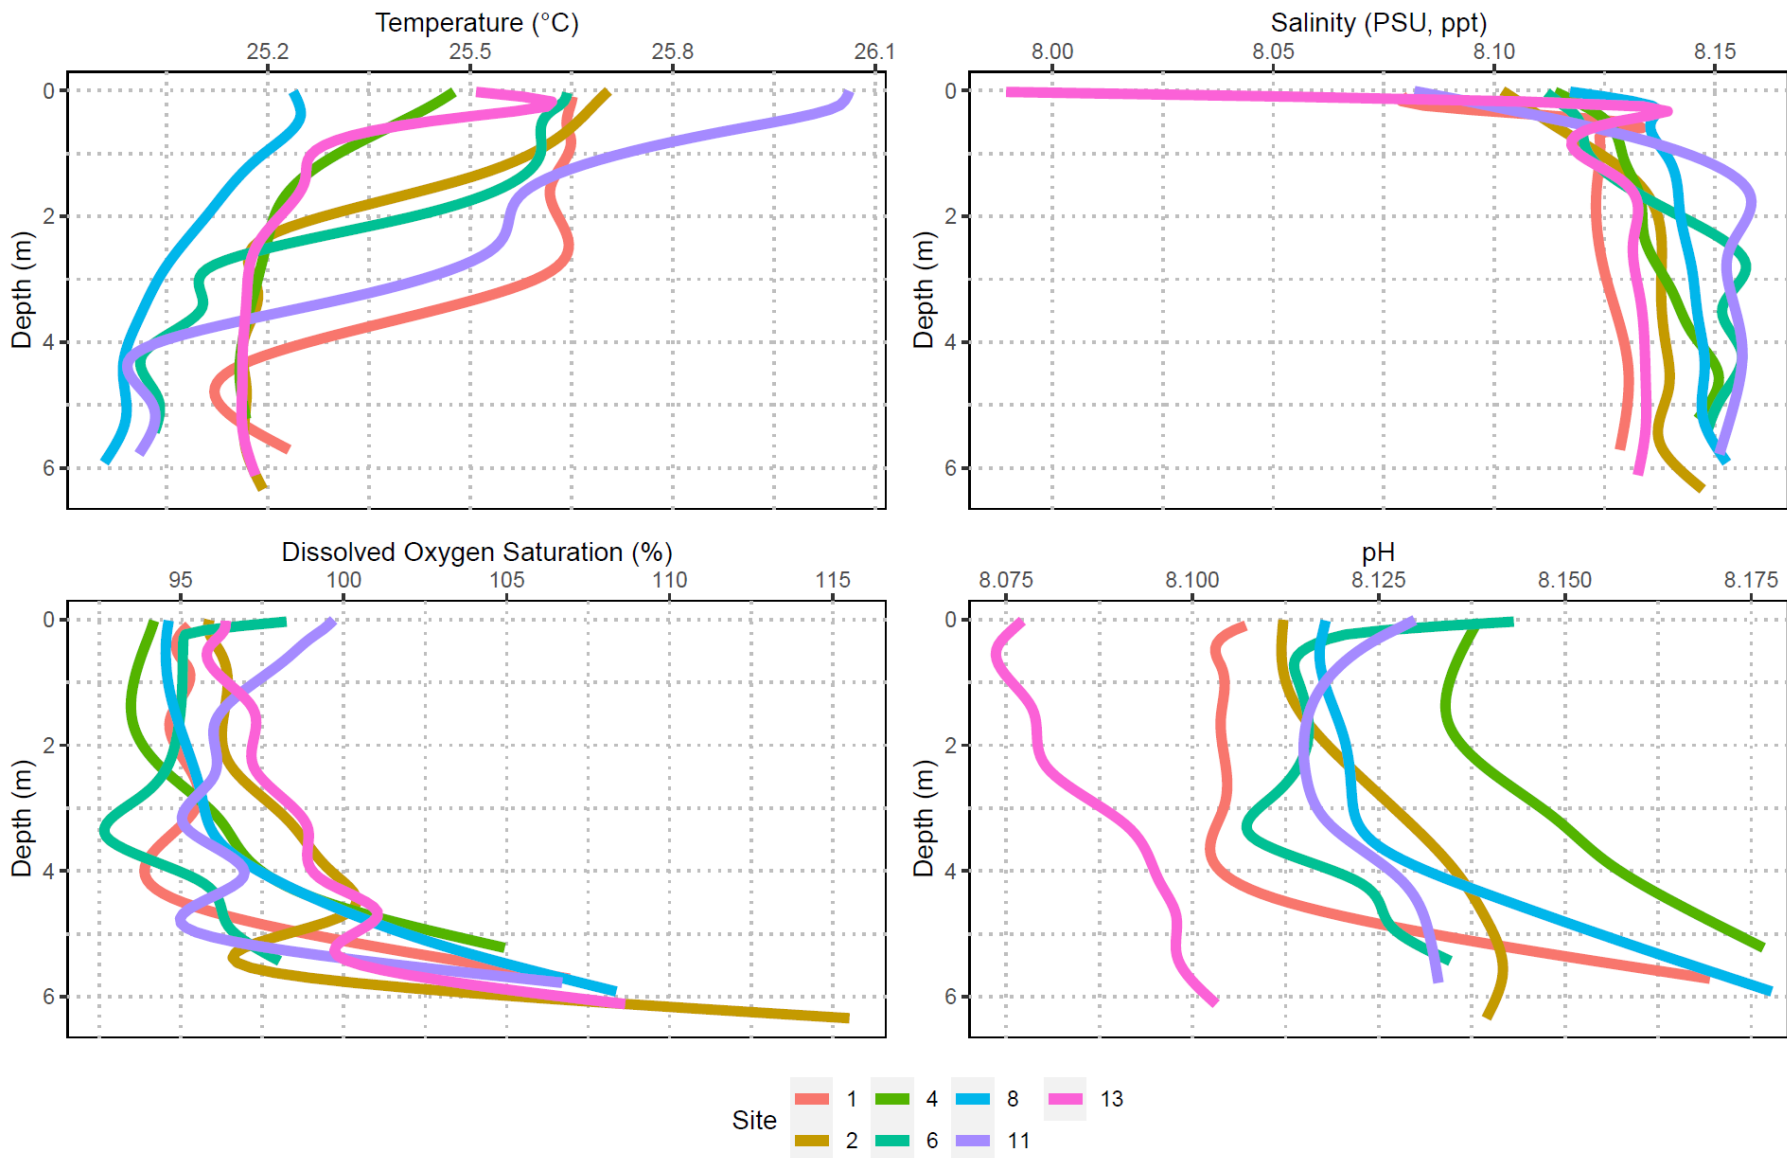 Temperature (°C)
25.2 25.5 25.8 26.1
0
2
4
6
Depth (m)
Salinity (PSU, ppt)
8.00 8.05 8.10 8.15
0
2
4
6
Depth (m)
Dissolved Oxygen Saturation (%)
95 100 105 110 115
0
2
4
6
Depth (m)
pH
8.075 8.100 8.125 8.150 8.175
0
2
4
6
Depth (m)
Site
1 4 8 13
2 6 11